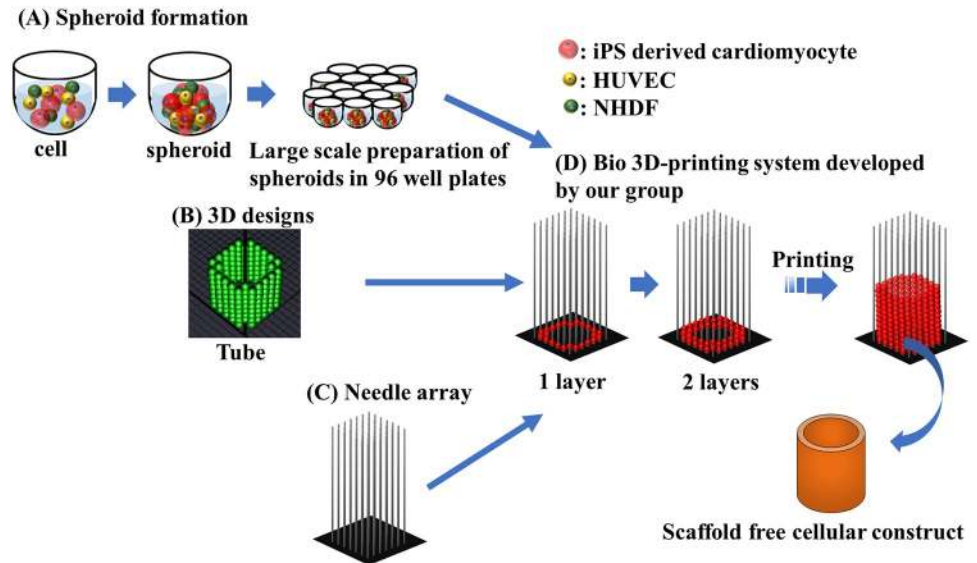 (A) Spheroid formation
: iPS derived cardiomyocyte
: HUVEC
: NHDF
cell
spheroid
Large scale preparation of
spheroids in 96 well plates
(D) Bio 3D-printing system developed
by our group
(B) 3D designs
Tube
Printing
1 layer
2 layers
(C) Needle array
Scaffold free cellular construct